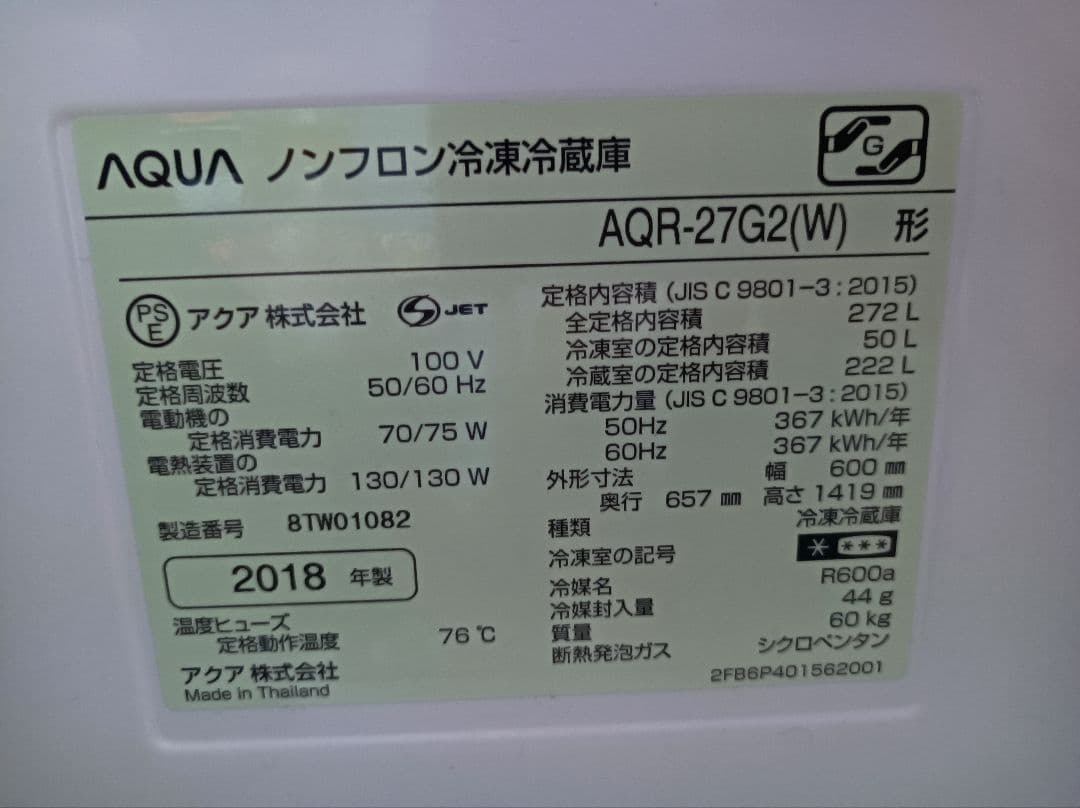 AQUA ノンフロン冷凍冷蔵庫
G
AQR-27G2(W) 形
PS E アクア 株式会社 JET
定格電圧 100 V
定格周波数 50/60 Hz
電動機の
定格消費電力 70/75 W
電熱装置の
定格消費電力 130/130 W
製造番号 8TW01082
2018 年製
温度ヒューズ
定格動作温度 76 ℃
アクア 株式会社
Made in Thailand
定格内容積 (JIS C 9801-3:2015)
全定格内容積 272 L
冷凍室の定格内容積 50 L
冷蔵室の定格内容積 222 L
消費電力量 (JIS C 9801-3:2015)
50Hz 367 kWh/年
60Hz 367 kWh/年
外形寸法 幅 600 ㎜
奥行 657 ㎜ 高さ 1419 ㎜
種類 冷凍冷蔵庫
冷凍室の記号 * ***
冷媒名 R600a
冷媒封入量 44 g
質量 60 kg
断熱発泡ガス シクロペンタン
2FB6P401562001